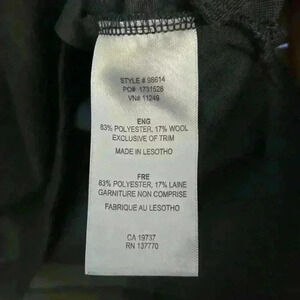 STYLE # 98614
PO# 1731528
VN# 11249
ENG
83% POLYESTER, 17% WOOL
EXCLUSIVE OF TRIM
MADE IN LESOTHO
FRE
83% POLYESTER, 17% LAINE
GARNITURE NON COMPRISE
FABRIQUE AU LESOTHO
CA 19737
RN 137770